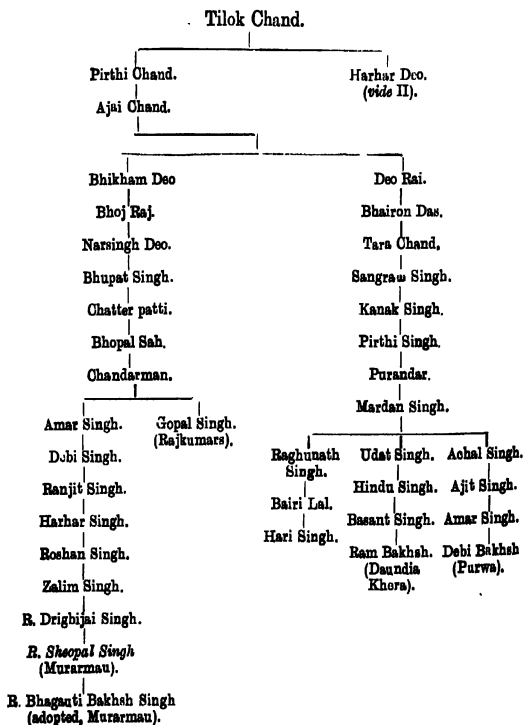 Tilok Chand.
Pirthi Chand.
Harhar Deo.
(vide II).
Ajai Chand.
Bhikham Deo
Deo Rai.
Bhoj Raj.
Bhairon Das.
Narsingh Deo.
Tara Chand.
Bhupat Singh.
Sangram Singh.
Chatter patti.
Kanak Singh.
Bhopal Sah.
Pirthi Singh.
Chandarman.
Purandar.
Mardan Singh.
Amar Singh.
Gopal Singh.
(Rajkumars).
Debi Singh.
Ranjit Singh.
Harhar Singh.
Roshan Singh.
Zalim Singh.
R. Drigbijai Singh.
R. Sheopal Singh
(Murarmau).
R. Bhagauti Bakhsh Singh
(adopted, Murarmau).
Raghunath
Singh.
Bairi Lal.
Hari Singh.
Udat Singh.
Hindu Singh.
Basant Singh.
Ram Bakhsh.
(Daundia
Khera).
Achal Singh.
Ajit Singh.
Amar Singh.
Debi Bakhsh
(Purwa).